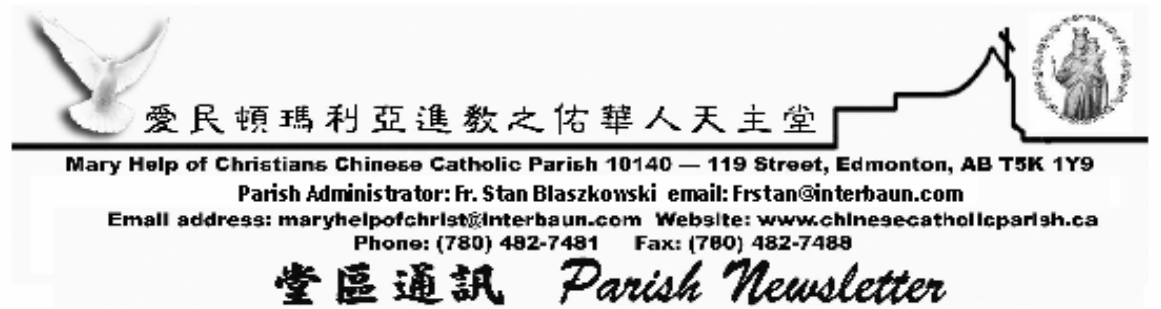 愛民頓瑪利亞進教之佑華人天主堂
Mary Help of Christians Chinese Catholic Parish 10140 — 119 Street, Edmonton, AB T5K 1Y9
Parish Administrator: Fr. Stan Blaszkowski email: Frstan@interbaun.com
Email address: maryhelpofchrist@interbaun.com Website: www.chinesecatholicparish.ca
Phone: (780) 482-7481 Fax: (780) 482-7488
堂區通訊 Parish Newsletter